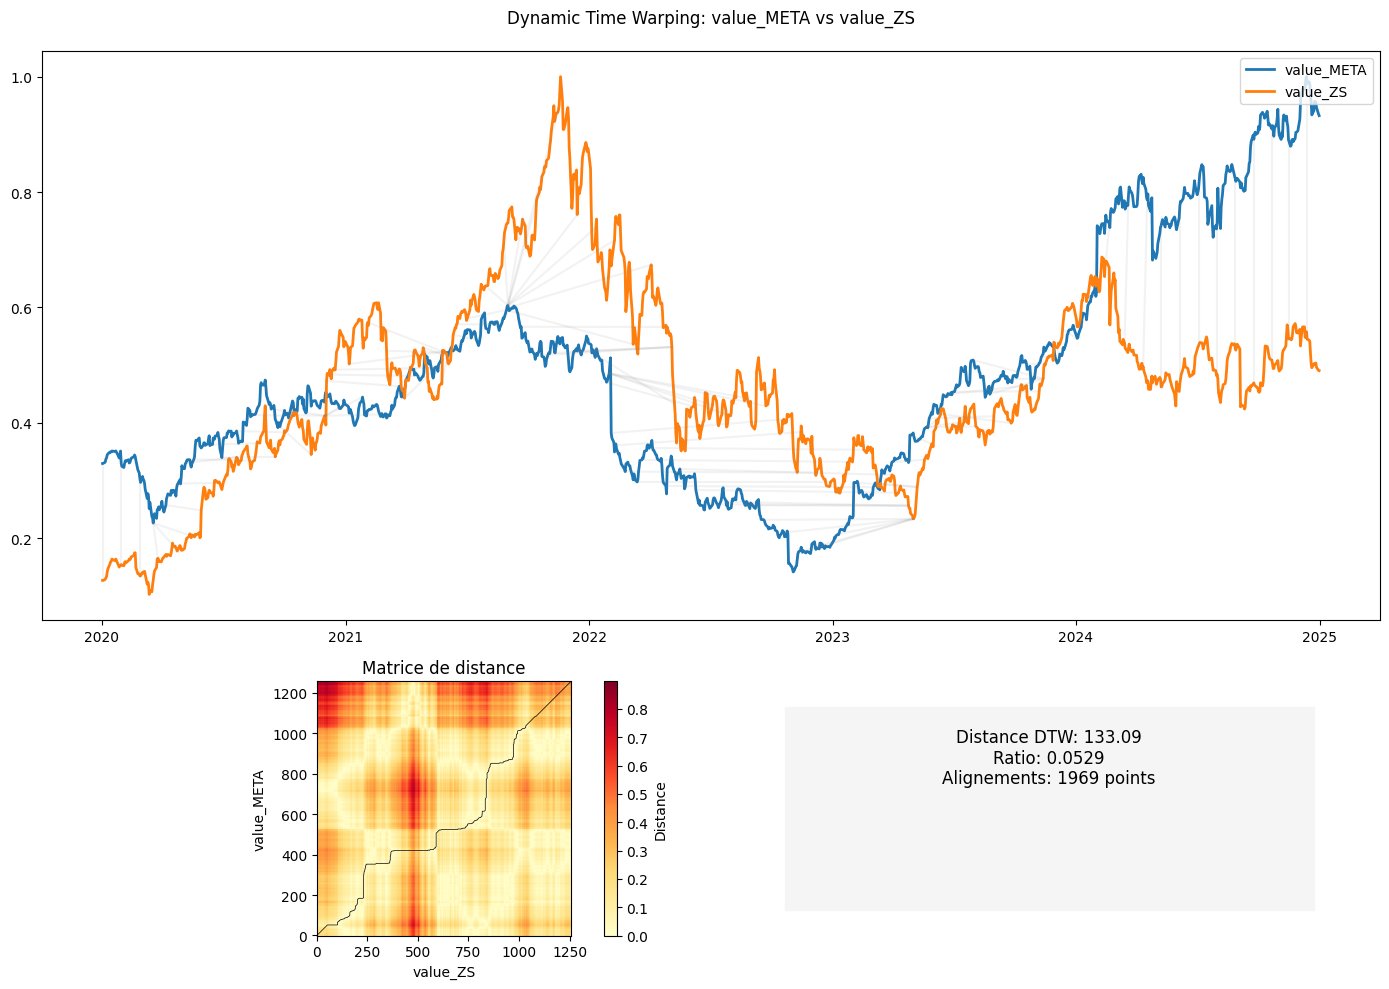 Dynamic Time Warping: value_META vs value_ZS
value_META
value_ZS
1.0
0.8
0.6
0.4
0.2
2020 2021 2022 2023 2024 2025
Matrice de distance
value_META
1200
1000
800
600
400
200
0
0 250 500 750 1000 1250
value_ZS
0.8
0.7
0.6
0.5
0.4
0.3
0.2
0.1
0.0
Distance
Distance DTW: 133.09
Ratio: 0.0529
Alignements: 1969 points